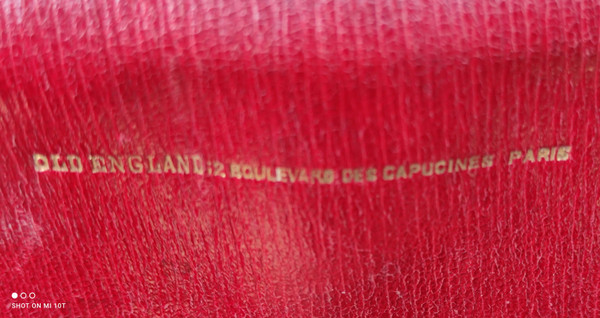 OLD ENGLAND 12, BOULEVARD DES CAPUCINES PARIS
SHOT ON MI 10T